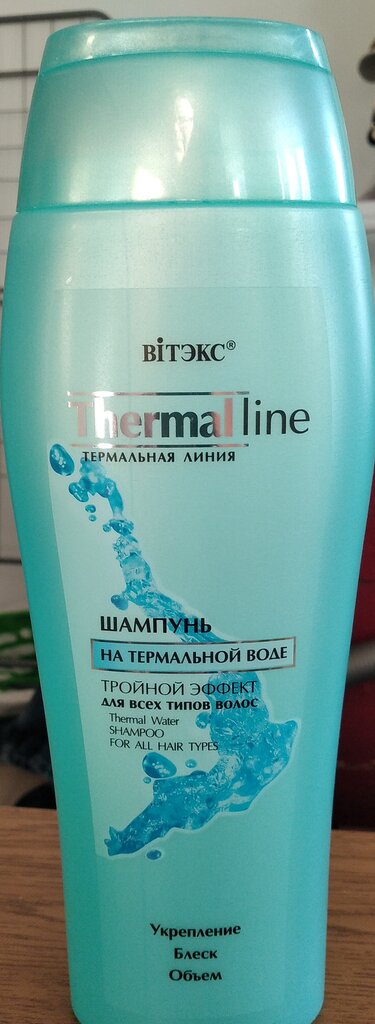 ВІТЭКС®
Thermal line
ТЕРМАЛЬНАЯ ЛИНИЯ
ШАМПУНЬ
НА ТЕРМАЛЬНОЙ ВОДЕ
ТРОЙНОЙ ЭФФЕКТ
для всех типов волос
Thermal Water
SHAMPOO
FOR ALL HAIR TYPES
Укрепление
Блеск
Объем